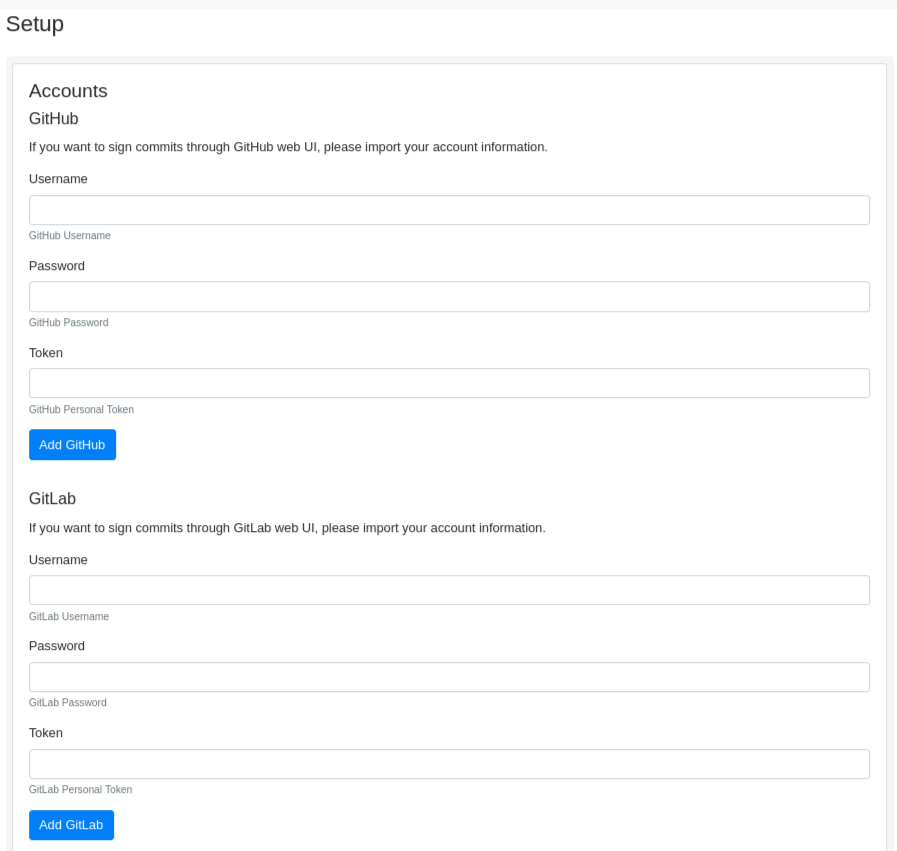 Setup
Accounts
GitHub
If you want to sign commits through GitHub web UI, please import your account information.
Username
GitHub Username
Password
GitHub Password
Token
GitHub Personal Token
Add GitHub
GitLab
If you want to sign commits through GitLab web UI, please import your account information.
Username
GitLab Username
Password
GitLab Password
Token
GitLab Personal Token
Add GitLab